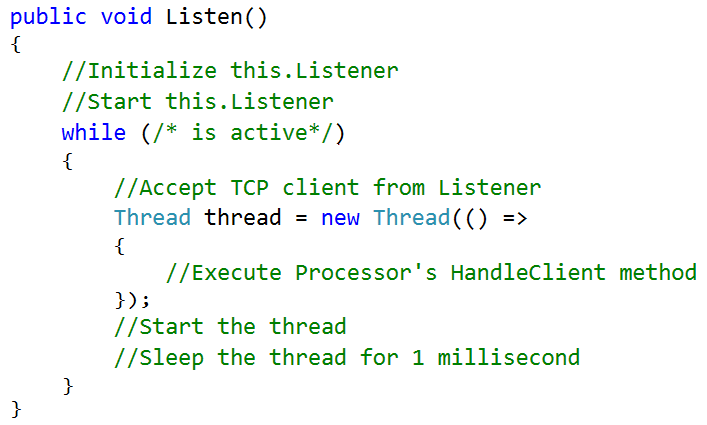 public void Listen()
{
    //Initialize this.Listener
    //Start this.Listener
    while (/* is active*/)
    {
        //Accept TCP client from Listener
        Thread thread = new Thread(() =>
        {
            //Execute Processor's HandleClient method
        });
        //Start the thread
        //Sleep the thread for 1 millisecond
    }
}